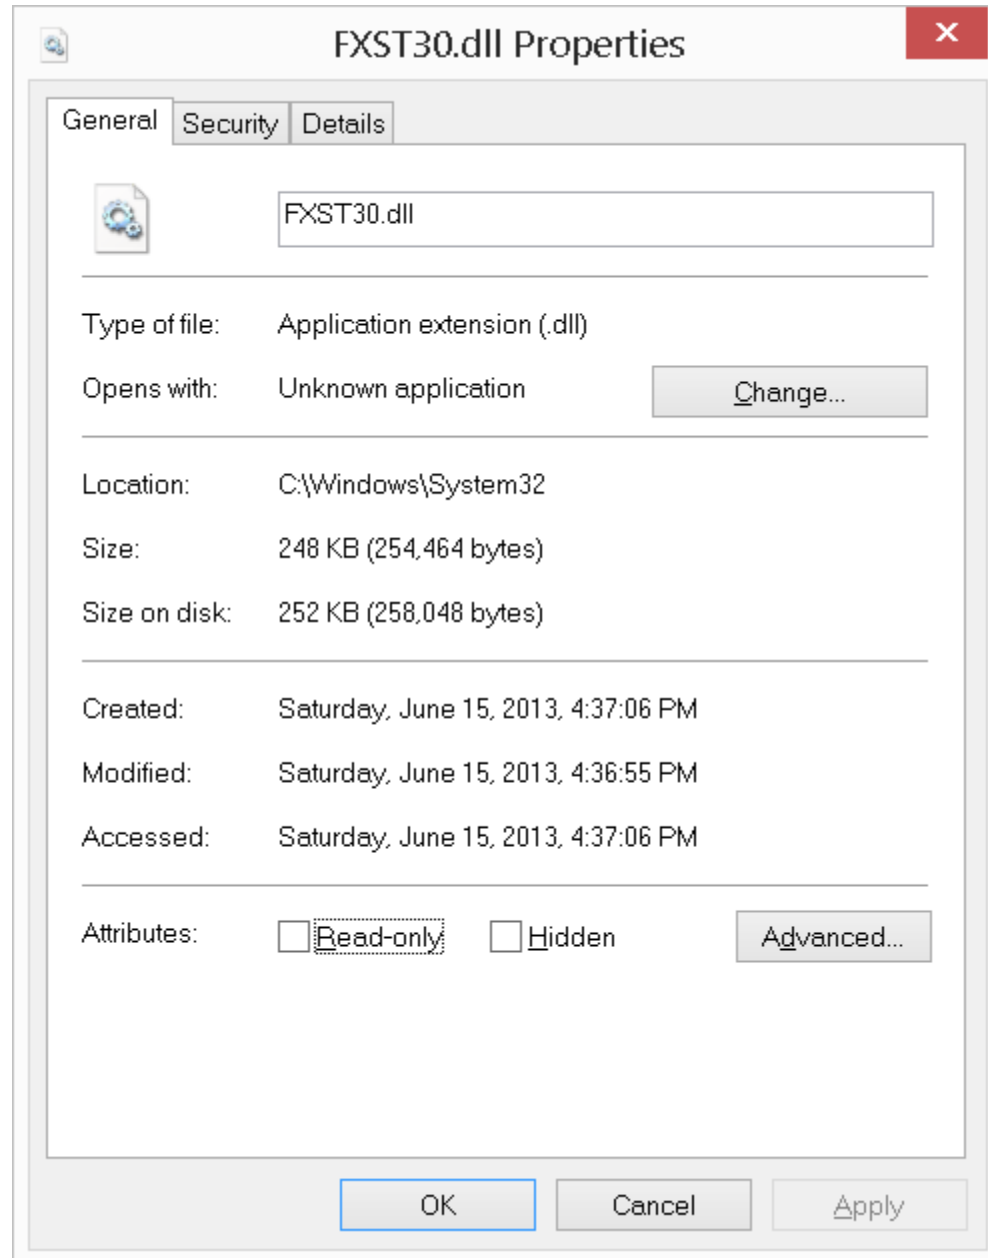 FXST30.dll Properties
General Security Details
FXST30.dll
Type of file: Application extension (.dll)
Opens with: Unknown application Change...
Location: C:\Windows\System32
Size: 248 KB (254,464 bytes)
Size on disk: 252 KB (258,048 bytes)
Created: Saturday, June 15, 2013, 4:37:06 PM
Modified: Saturday, June 15, 2013, 4:36:55 PM
Accessed: Saturday, June 15, 2013, 4:37:06 PM
Attributes: Read-only Hidden Advanced...
OK Cancel Apply